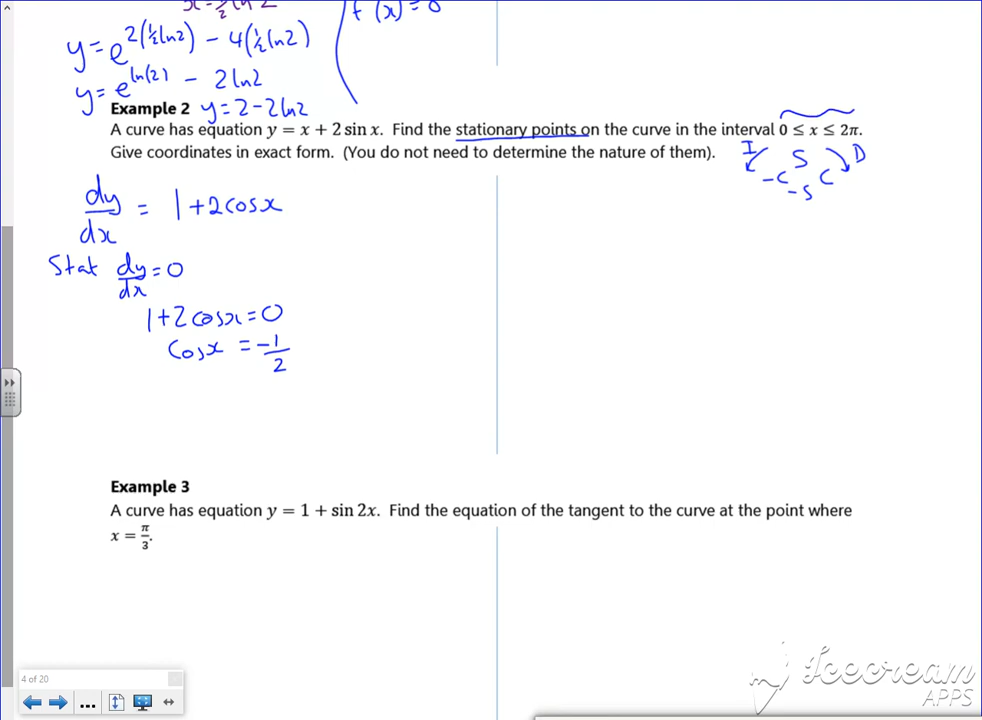 f'(x)=0
y=e^{2(½ln2)} - 4(½ln2)
y=e^{ln(2)} - 2ln2
Example 2 y=2-2ln2
A curve has equation y = x + 2 sin x. Find the stationary points on the curve in the interval 0 ≤ x ≤ 2π.
Give coordinates in exact form. (You do not need to determine the nature of them).
I S D
-C C
-S
dy/dx = 1+2cosx
Stat dy/dx=0
1+2cosx=0
cosx = -1/2
Example 3
A curve has equation y = 1 + sin 2x. Find the equation of the tangent to the curve at the point where
x = π/3.
4 of 20
Icecream
APPS